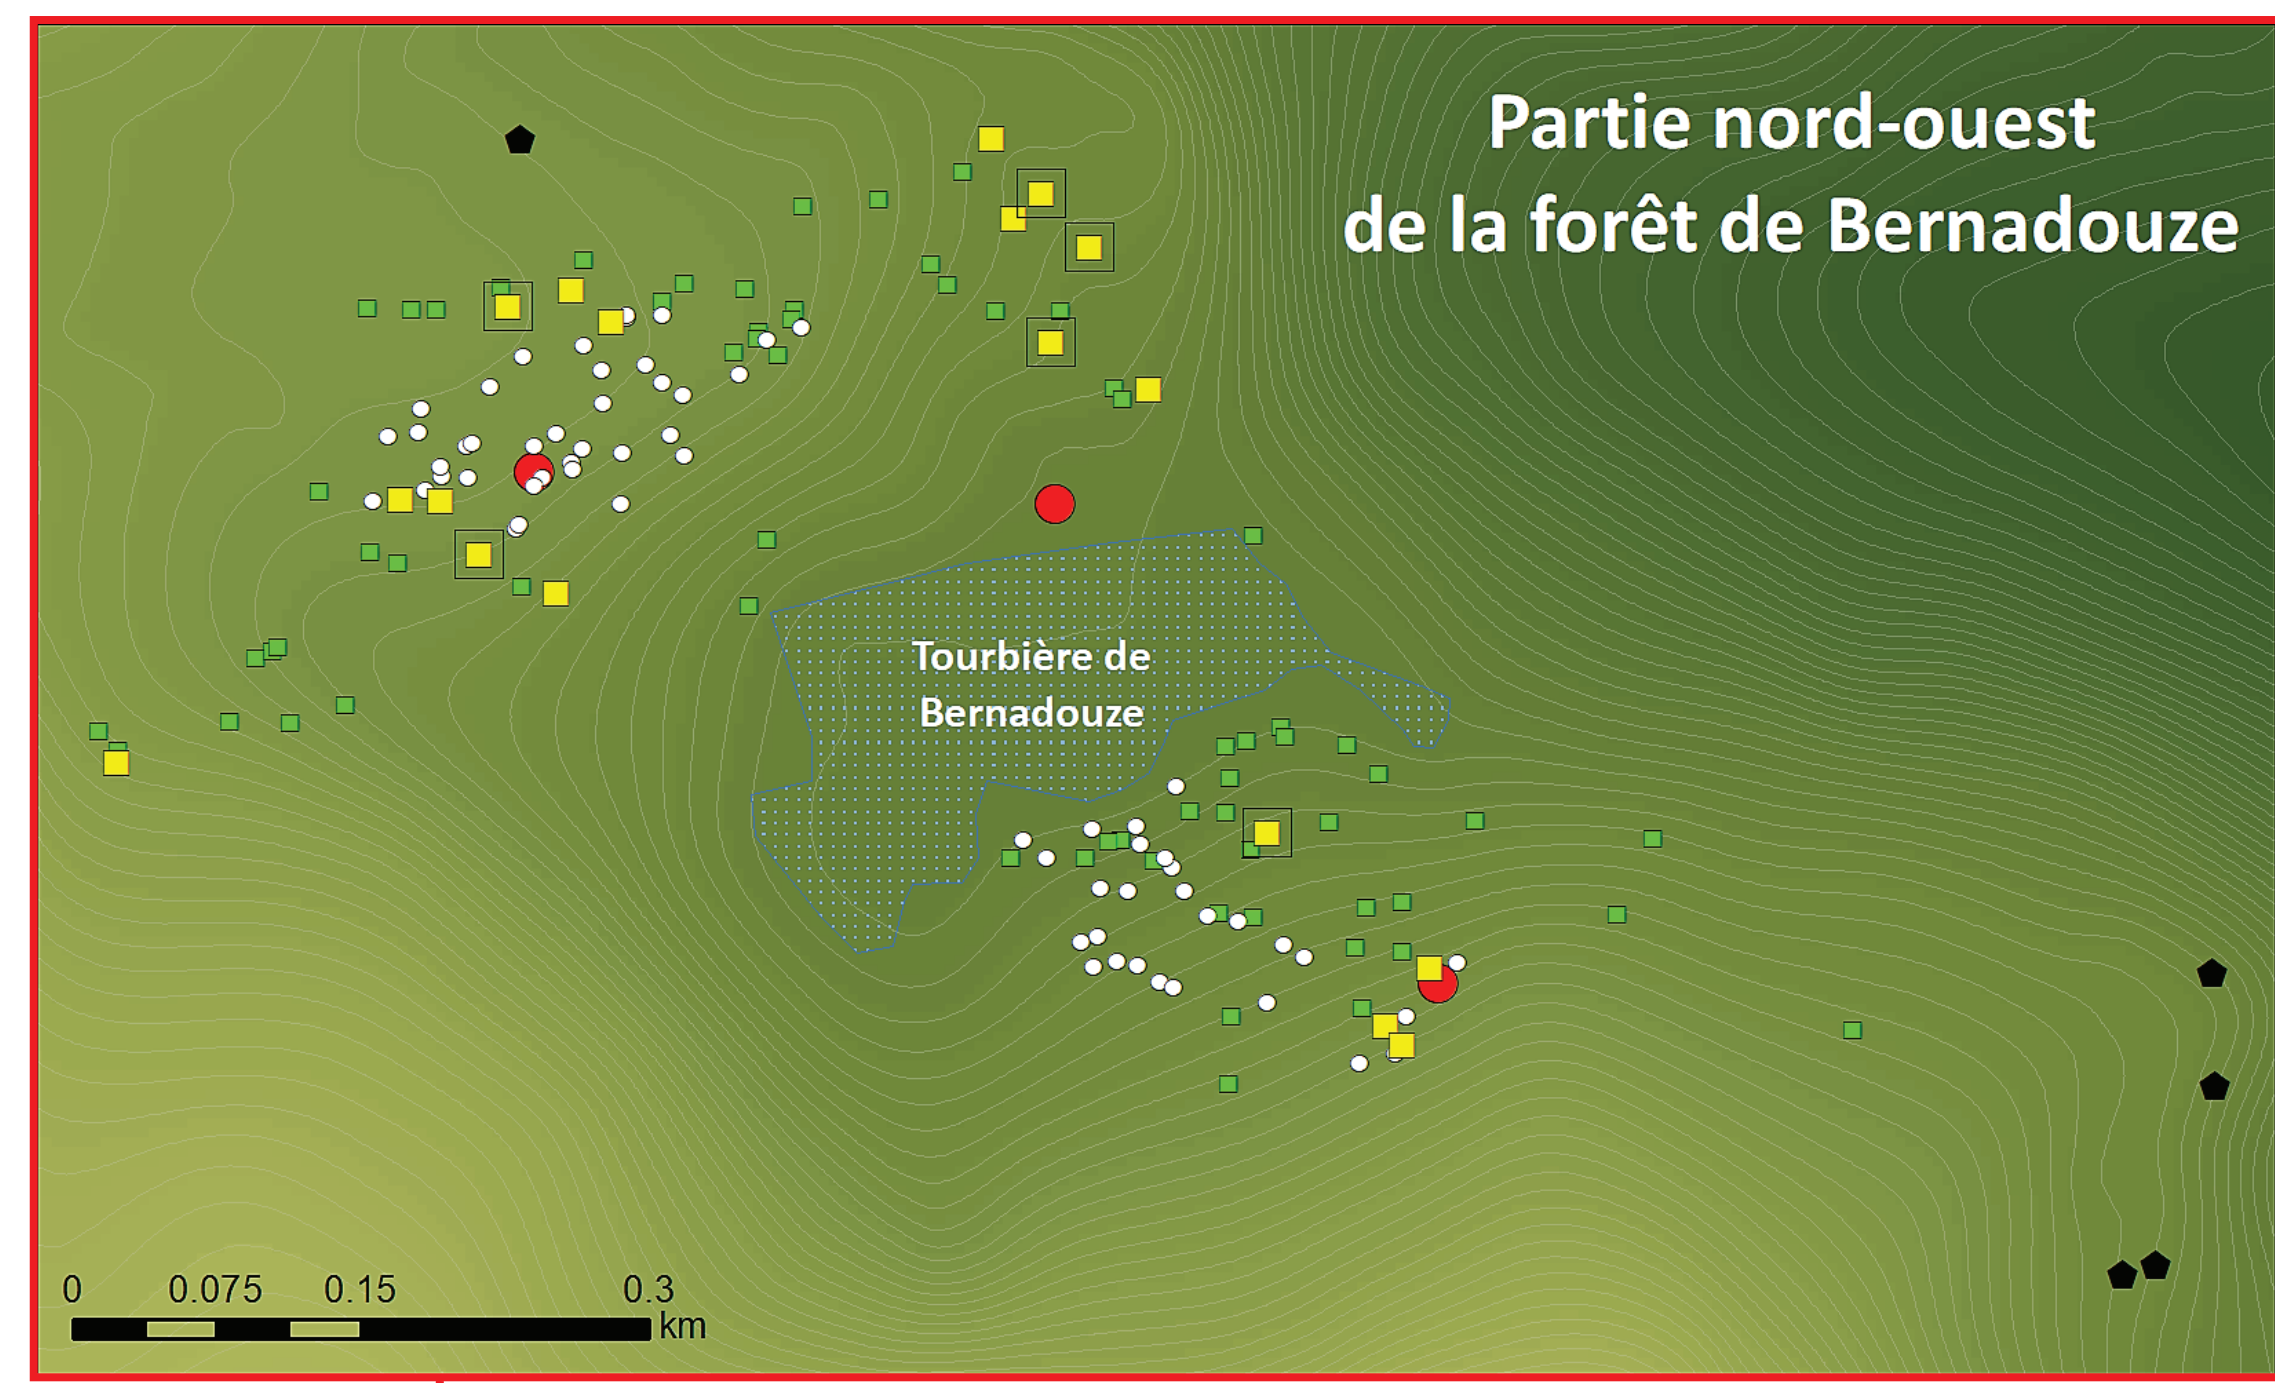 Partie nord-ouest
de la forêt de Bernadouze
Tourbière de
Bernadouze
0 0.075 0.15 0.3
km